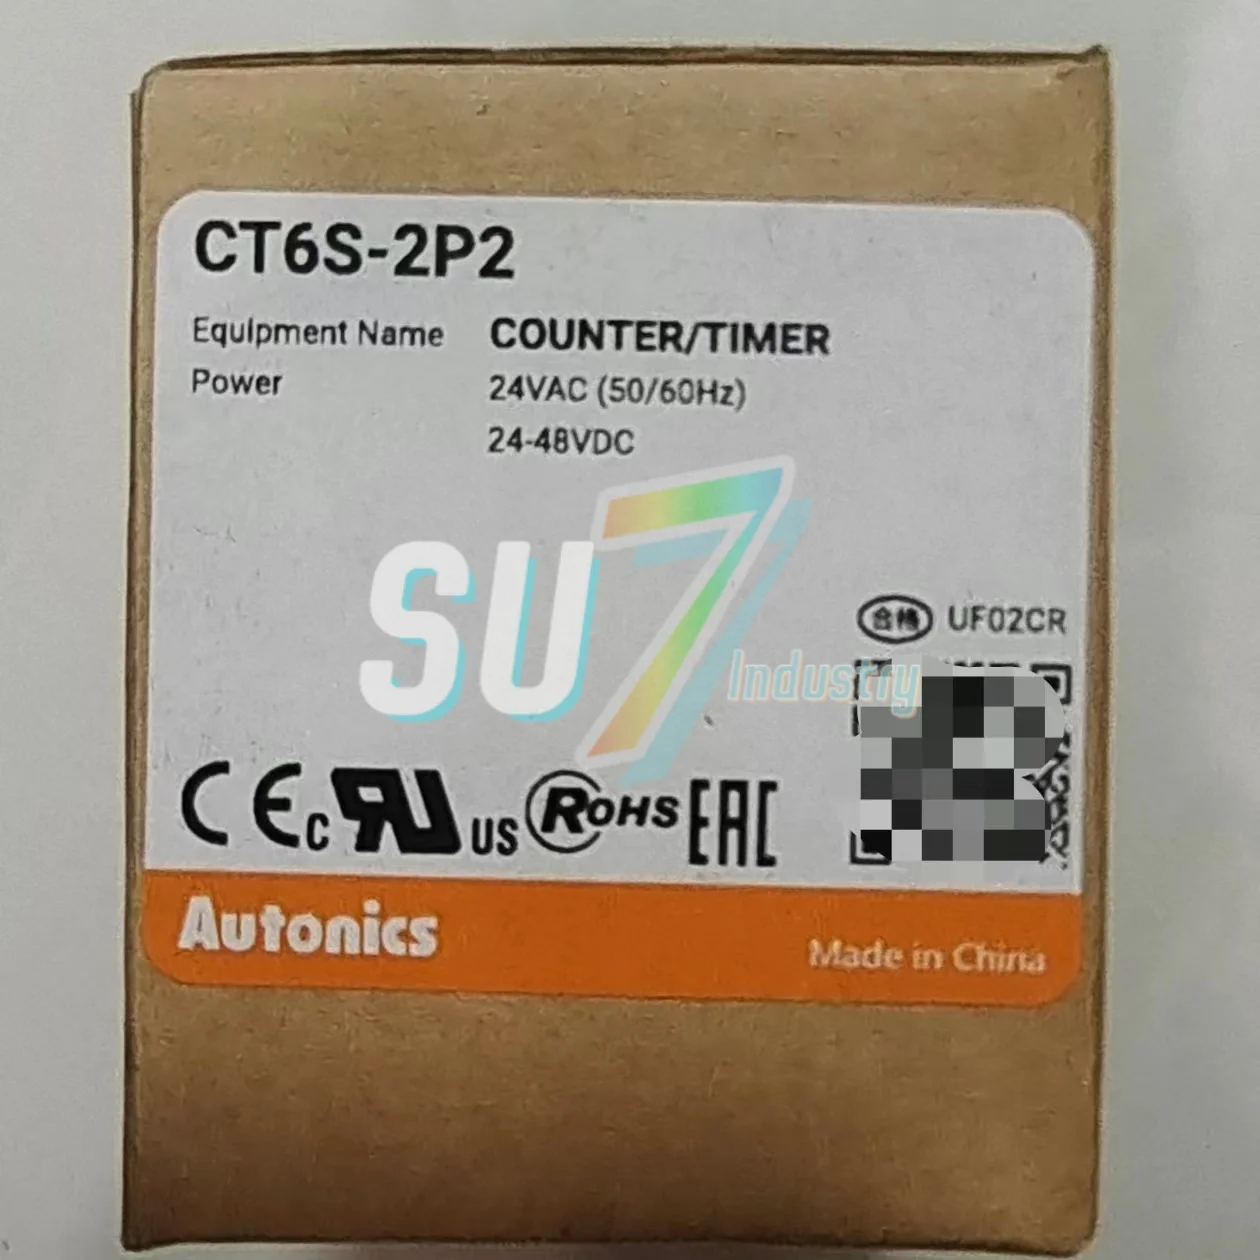 CT6S-2P2
Equipment Name COUNTER/TIMER
Power 24VAC (50/60Hz)
24-48VDC
SU7
Industry
合格 UF02CR
CE c RU US RoHS EAC
Autonics
Made in China